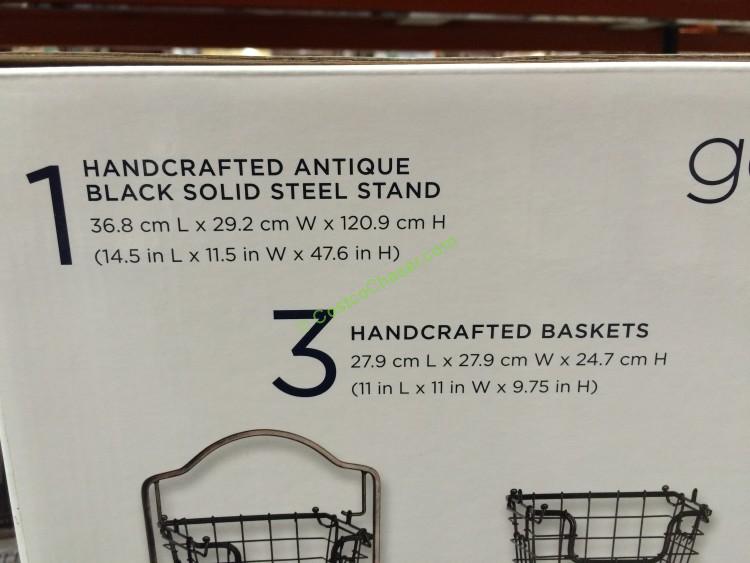 1
HANDCRAFTED ANTIQUE
BLACK SOLID STEEL STAND
36.8 cm L x 29.2 cm W x 120.9 cm H
(14.5 in L x 11.5 in W x 47.6 in H)
CostcoChaser.com
3
HANDCRAFTED BASKETS
27.9 cm L x 27.9 cm W x 24.7 cm H
(11 in L x 11 in W x 9.75 in H)